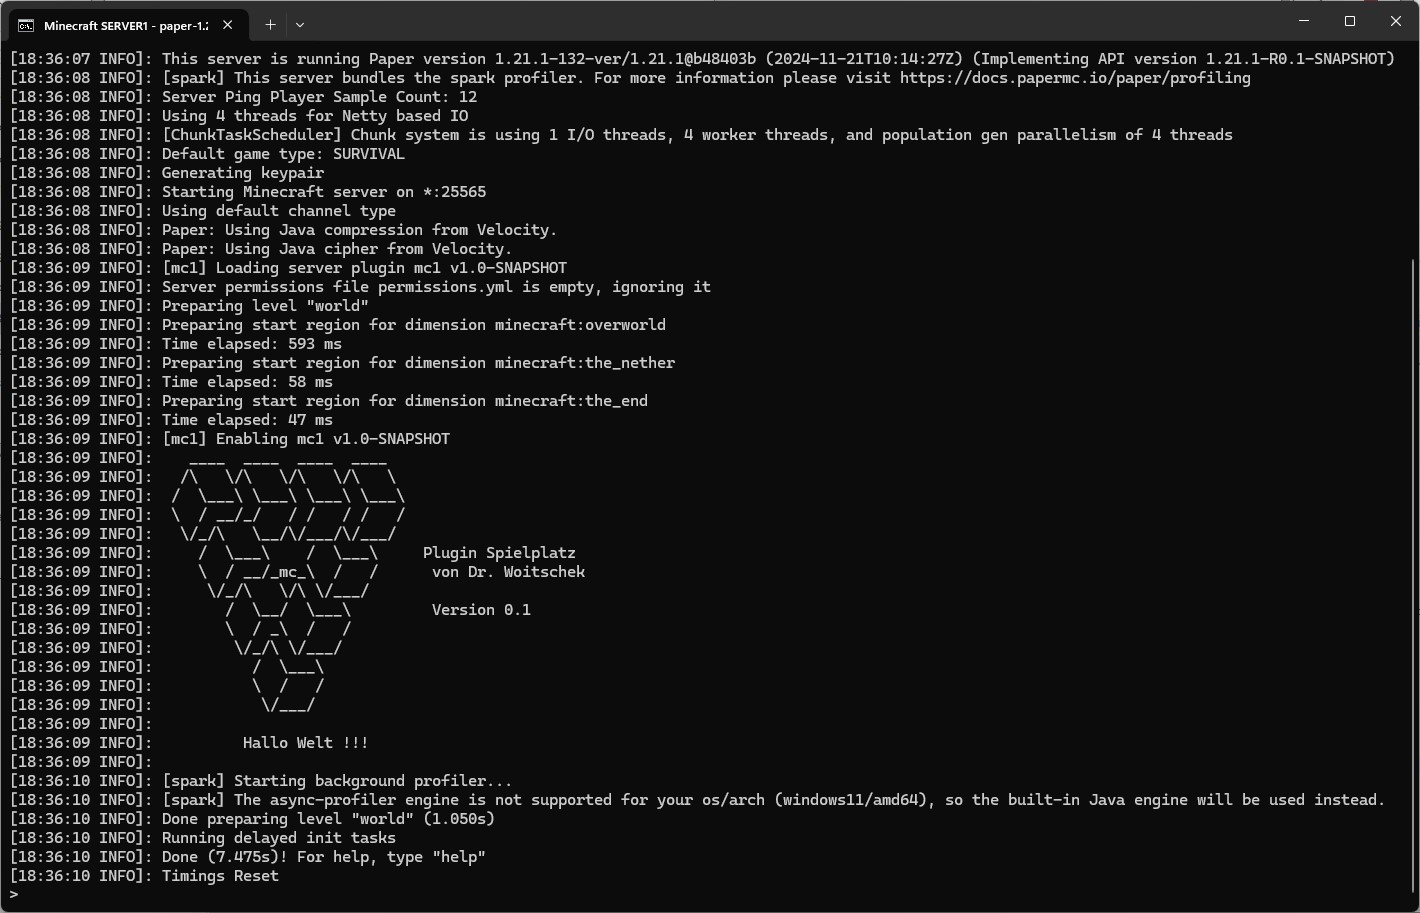 Minecraft SERVER1 - paper-1.2
[18:36:07 INFO]: This server is running Paper version 1.21.1-132-ver/1.21.1@b48403b (2024-11-21T10:14:27Z) (Implementing API version 1.21.1-R0.1-SNAPSHOT)
[18:36:08 INFO]: [spark] This server bundles the spark profiler. For more information please visit https://docs.papermc.io/paper/profiling
[18:36:08 INFO]: Server Ping Player Sample Count: 12
[18:36:08 INFO]: Using 4 threads for Netty based IO
[18:36:08 INFO]: [ChunkTaskScheduler] Chunk system is using 1 I/O threads, 4 worker threads, and population gen parallelism of 4 threads
[18:36:08 INFO]: Default game type: SURVIVAL
[18:36:08 INFO]: Generating keypair
[18:36:08 INFO]: Starting Minecraft server on *:25565
[18:36:08 INFO]: Using default channel type
[18:36:08 INFO]: Paper: Using Java compression from Velocity.
[18:36:08 INFO]: Paper: Using Java cipher from Velocity.
[18:36:09 INFO]: [mc1] Loading server plugin mc1 v1.0-SNAPSHOT
[18:36:09 INFO]: Server permissions file permissions.yml is empty, ignoring it
[18:36:09 INFO]: Preparing level "world"
[18:36:09 INFO]: Preparing start region for dimension minecraft:overworld
[18:36:09 INFO]: Time elapsed: 593 ms
[18:36:09 INFO]: Preparing start region for dimension minecraft:the_nether
[18:36:09 INFO]: Time elapsed: 58 ms
[18:36:09 INFO]: Preparing start region for dimension minecraft:the_end
[18:36:09 INFO]: Time elapsed: 47 ms
[18:36:09 INFO]: [mc1] Enabling mc1 v1.0-SNAPSHOT
[18:36:09 INFO]:    ____  ____  ____  ____
[18:36:09 INFO]:   /\   \/\   \/\   \/\   \
[18:36:09 INFO]:  /  \___\ \___\ \___\ \___\
[18:36:09 INFO]:  \  / __/_/   / /   / /   /
[18:36:09 INFO]:   \/_/\   \__/\/___/\/___/
[18:36:09 INFO]:     /  \___\    /  \___\     Plugin Spielplatz
[18:36:09 INFO]:     \  / __/_mc_\  /   /      von Dr. Woitschek
[18:36:09 INFO]:      \/_/\   \/\ \/___/
[18:36:09 INFO]:        /  \__/  \___\         Version 0.1
[18:36:09 INFO]:        \  / _\  /   /
[18:36:09 INFO]:         \/_/\ \/___/
[18:36:09 INFO]:           /  \___\
[18:36:09 INFO]:           \  /   /
[18:36:09 INFO]:            \/___/
[18:36:09 INFO]:
[18:36:09 INFO]:          Hallo Welt !!!
[18:36:09 INFO]:
[18:36:10 INFO]: [spark] Starting background profiler...
[18:36:10 INFO]: [spark] The async-profiler engine is not supported for your os/arch (windows11/amd64), so the built-in Java engine will be used instead.
[18:36:10 INFO]: Done preparing level "world" (1.050s)
[18:36:10 INFO]: Running delayed init tasks
[18:36:10 INFO]: Done (7.475s)! For help, type "help"
[18:36:10 INFO]: Timings Reset
>